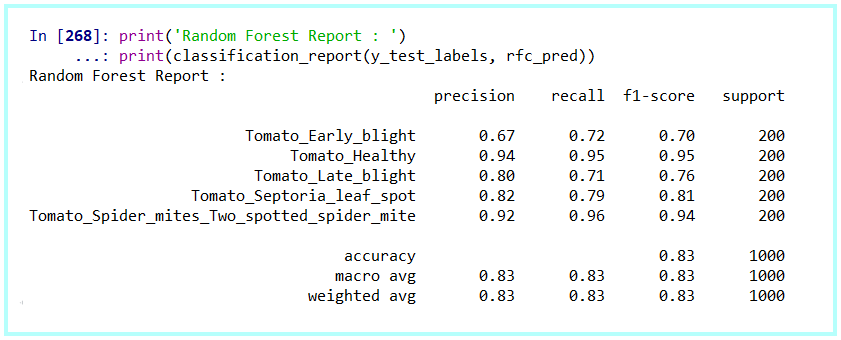 In [268]: print('Random Forest Report : ')
...: print(classification_report(y_test_labels, rfc_pred))
Random Forest Report :
precision recall f1-score support
Tomato_Early_blight 0.67 0.72 0.70 200
Tomato_Healthy 0.94 0.95 0.95 200
Tomato_Late_blight 0.80 0.71 0.76 200
Tomato_Septoria_leaf_spot 0.82 0.79 0.81 200
Tomato_Spider_mites_Two_spotted_spider_mite 0.92 0.96 0.94 200
accuracy 0.83 1000
macro avg 0.83 0.83 0.83 1000
weighted avg 0.83 0.83 0.83 1000